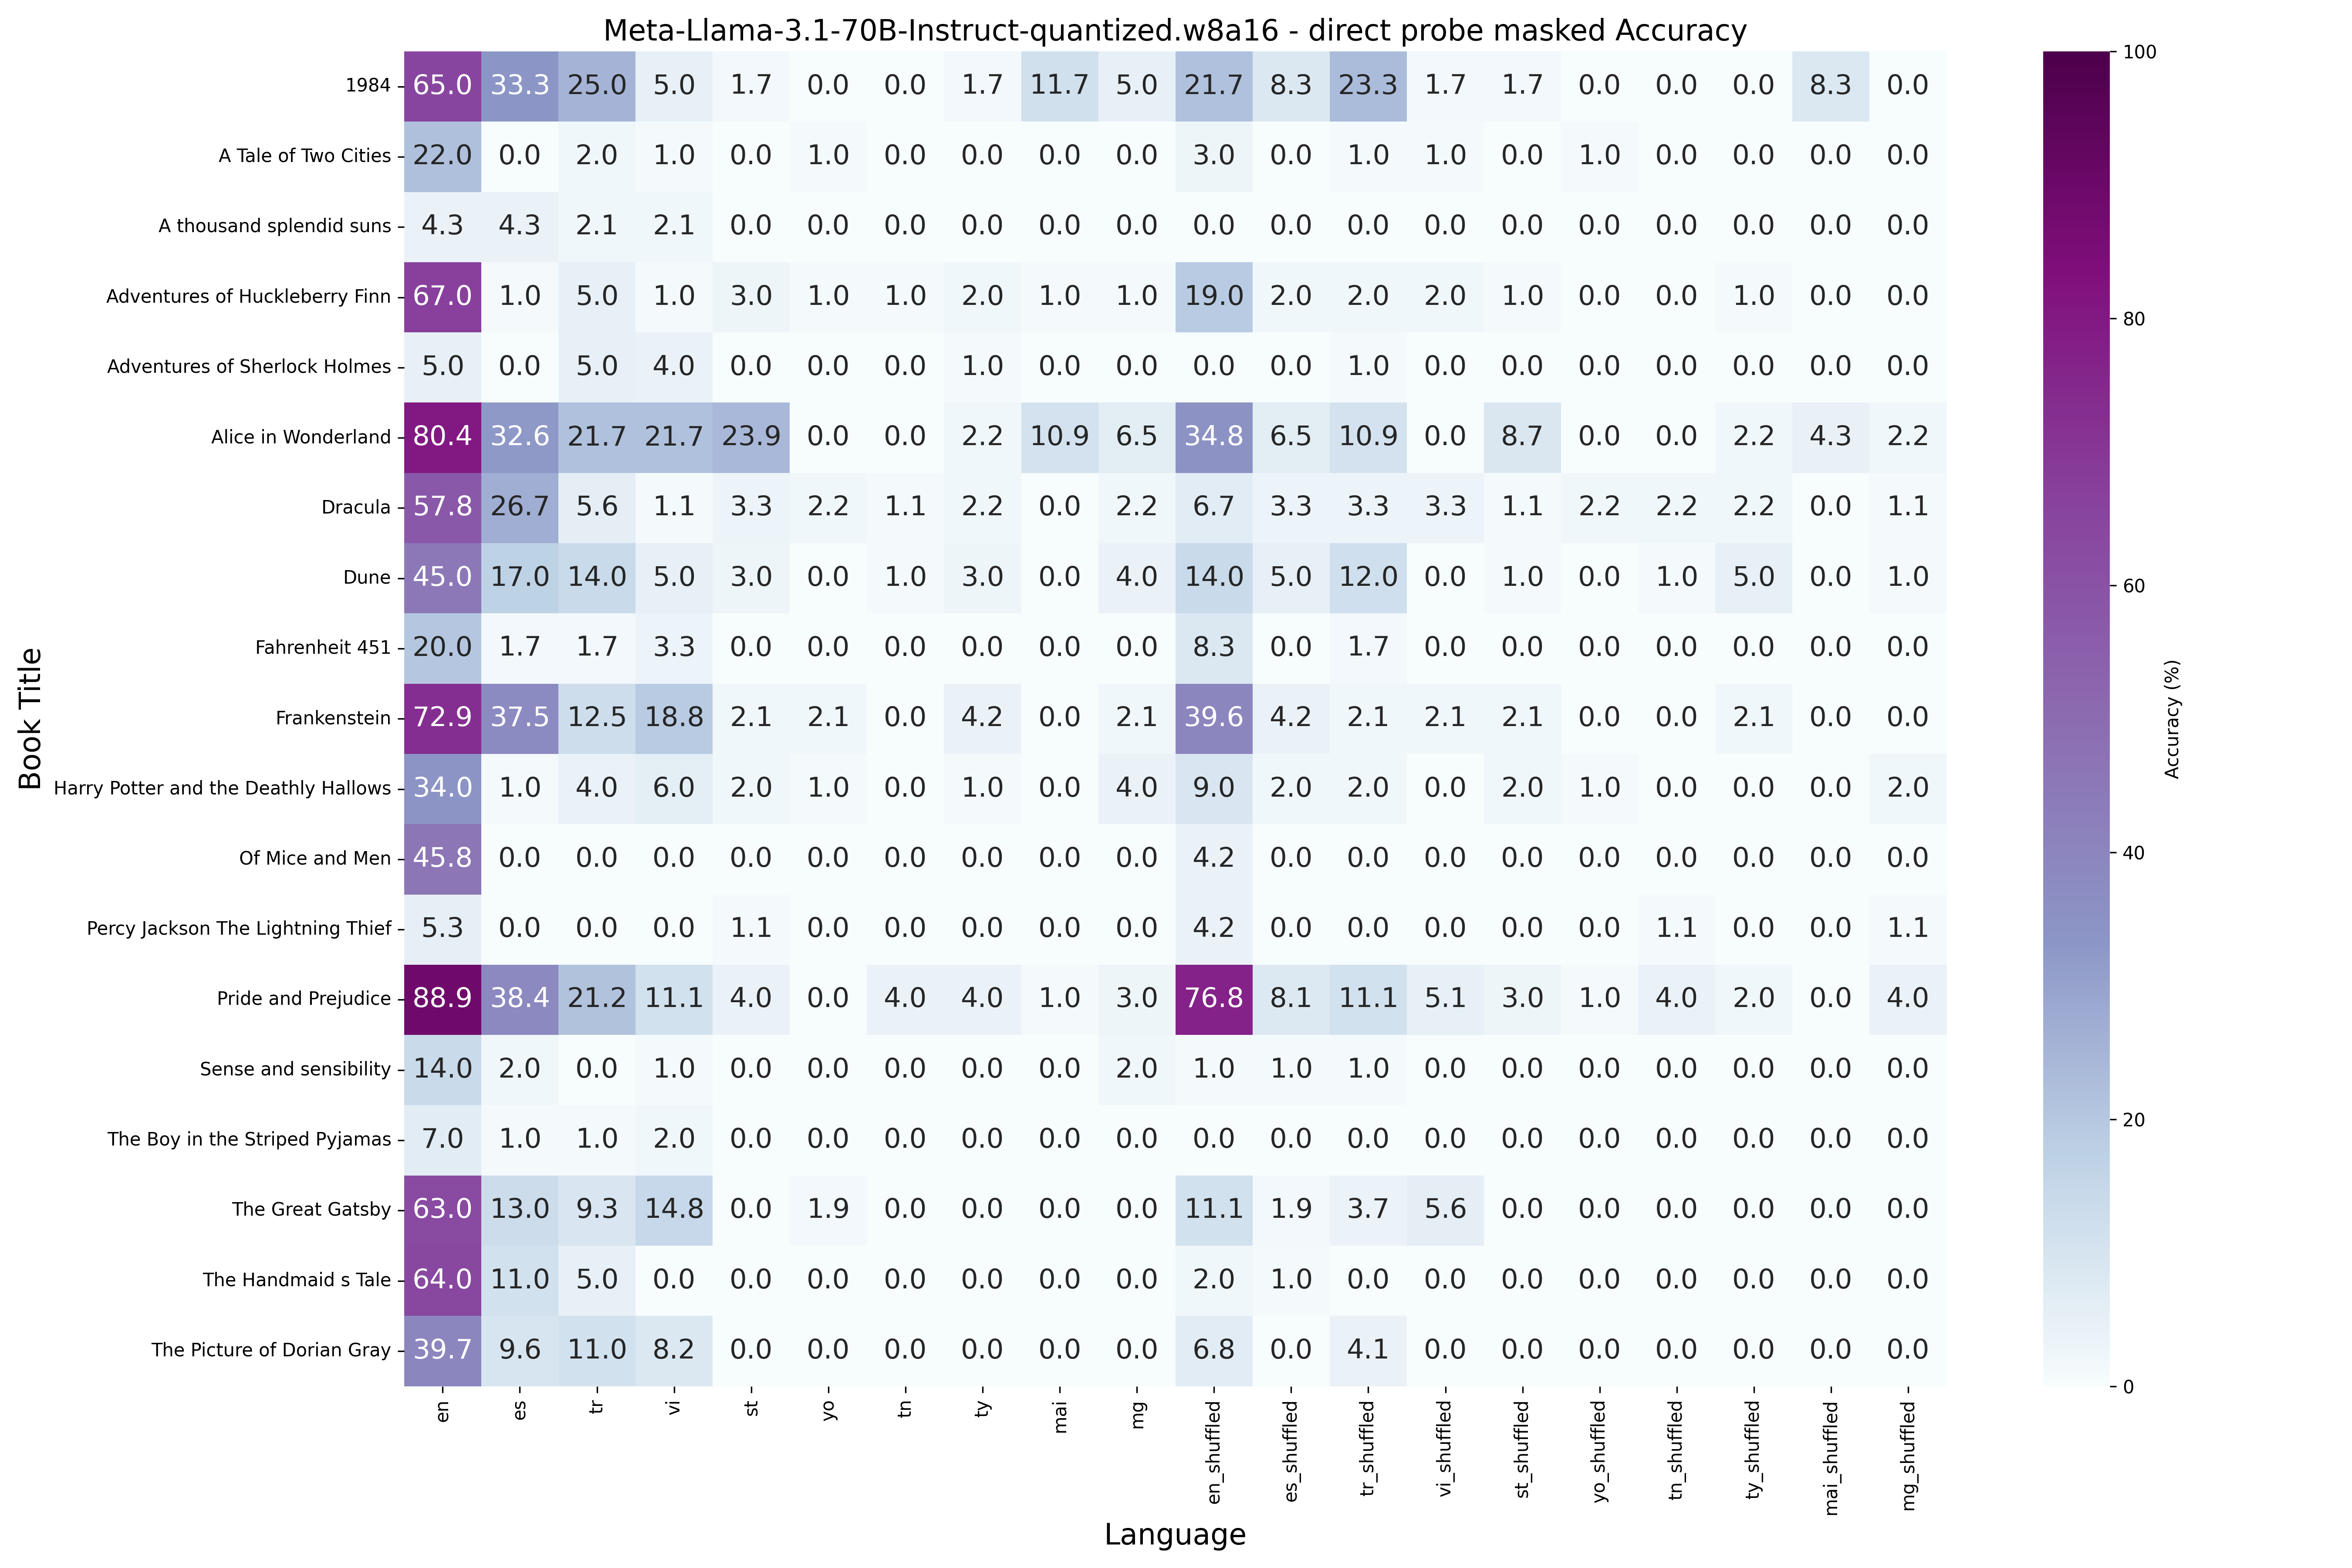 Meta-Llama-3.1-70B-Instruct-quantized.w8a16 - direct probe masked Accuracy
Book Title
1984 65.0 33.3 25.0 5.0 1.7 0.0 0.0 1.7 11.7 5.0 21.7 8.3 23.3 1.7 1.7 0.0 0.0 0.0 8.3 0.0
A Tale of Two Cities 22.0 0.0 2.0 1.0 0.0 1.0 0.0 0.0 0.0 0.0 3.0 0.0 1.0 1.0 0.0 1.0 0.0 0.0 0.0 0.0
A thousand splendid suns 4.3 4.3 2.1 2.1 0.0 0.0 0.0 0.0 0.0 0.0 0.0 0.0 0.0 0.0 0.0 0.0 0.0 0.0 0.0 0.0
Adventures of Huckleberry Finn 67.0 1.0 5.0 1.0 3.0 1.0 1.0 2.0 1.0 1.0 19.0 2.0 2.0 2.0 1.0 0.0 0.0 1.0 0.0 0.0
Adventures of Sherlock Holmes 5.0 0.0 5.0 4.0 0.0 0.0 0.0 1.0 0.0 0.0 0.0 0.0 1.0 0.0 0.0 0.0 0.0 0.0 0.0 0.0
Alice in Wonderland 80.4 32.6 21.7 21.7 23.9 0.0 0.0 2.2 10.9 6.5 34.8 6.5 10.9 0.0 8.7 0.0 0.0 2.2 4.3 2.2
Dracula 57.8 26.7 5.6 1.1 3.3 2.2 1.1 2.2 0.0 2.2 6.7 3.3 3.3 3.3 1.1 2.2 2.2 2.2 0.0 1.1
Dune 45.0 17.0 14.0 5.0 3.0 0.0 1.0 3.0 0.0 4.0 14.0 5.0 12.0 0.0 1.0 0.0 1.0 5.0 0.0 1.0
Fahrenheit 451 20.0 1.7 1.7 3.3 0.0 0.0 0.0 0.0 0.0 0.0 8.3 0.0 1.7 0.0 0.0 0.0 0.0 0.0 0.0 0.0
Frankenstein 72.9 37.5 12.5 18.8 2.1 2.1 0.0 4.2 0.0 2.1 39.6 4.2 2.1 2.1 2.1 0.0 0.0 2.1 0.0 0.0
Harry Potter and the Deathly Hallows 34.0 1.0 4.0 6.0 2.0 1.0 0.0 1.0 0.0 4.0 9.0 2.0 2.0 0.0 2.0 1.0 0.0 0.0 0.0 2.0
Of Mice and Men 45.8 0.0 0.0 0.0 0.0 0.0 0.0 0.0 0.0 0.0 4.2 0.0 0.0 0.0 0.0 0.0 0.0 0.0 0.0 0.0
Percy Jackson The Lightning Thief 5.3 0.0 0.0 0.0 1.1 0.0 0.0 0.0 0.0 0.0 4.2 0.0 0.0 0.0 0.0 0.0 1.1 0.0 0.0 1.1
Pride and Prejudice 88.9 38.4 21.2 11.1 4.0 0.0 4.0 4.0 1.0 3.0 76.8 8.1 11.1 5.1 3.0 1.0 4.0 2.0 0.0 4.0
Sense and sensibility 14.0 2.0 0.0 1.0 0.0 0.0 0.0 0.0 0.0 2.0 1.0 1.0 1.0 0.0 0.0 0.0 0.0 0.0 0.0 0.0
The Boy in the Striped Pyjamas 7.0 1.0 1.0 2.0 0.0 0.0 0.0 0.0 0.0 0.0 0.0 0.0 0.0 0.0 0.0 0.0 0.0 0.0 0.0 0.0
The Great Gatsby 63.0 13.0 9.3 14.8 0.0 1.9 0.0 0.0 0.0 0.0 11.1 1.9 3.7 5.6 0.0 0.0 0.0 0.0 0.0 0.0
The Handmaid s Tale 64.0 11.0 5.0 0.0 0.0 0.0 0.0 0.0 0.0 0.0 2.0 1.0 0.0 0.0 0.0 0.0 0.0 0.0 0.0 0.0
The Picture of Dorian Gray 39.7 9.6 11.0 8.2 0.0 0.0 0.0 0.0 0.0 0.0 6.8 0.0 4.1 0.0 0.0 0.0 0.0 0.0 0.0 0.0
en es tr vi st yo tn ty mai mg en_shuffled es_shuffled tr_shuffled vi_shuffled st_shuffled yo_shuffled tn_shuffled ty_shuffled mai_shuffled mg_shuffled
Language
100
80
60
40
20
0
Accuracy (%)